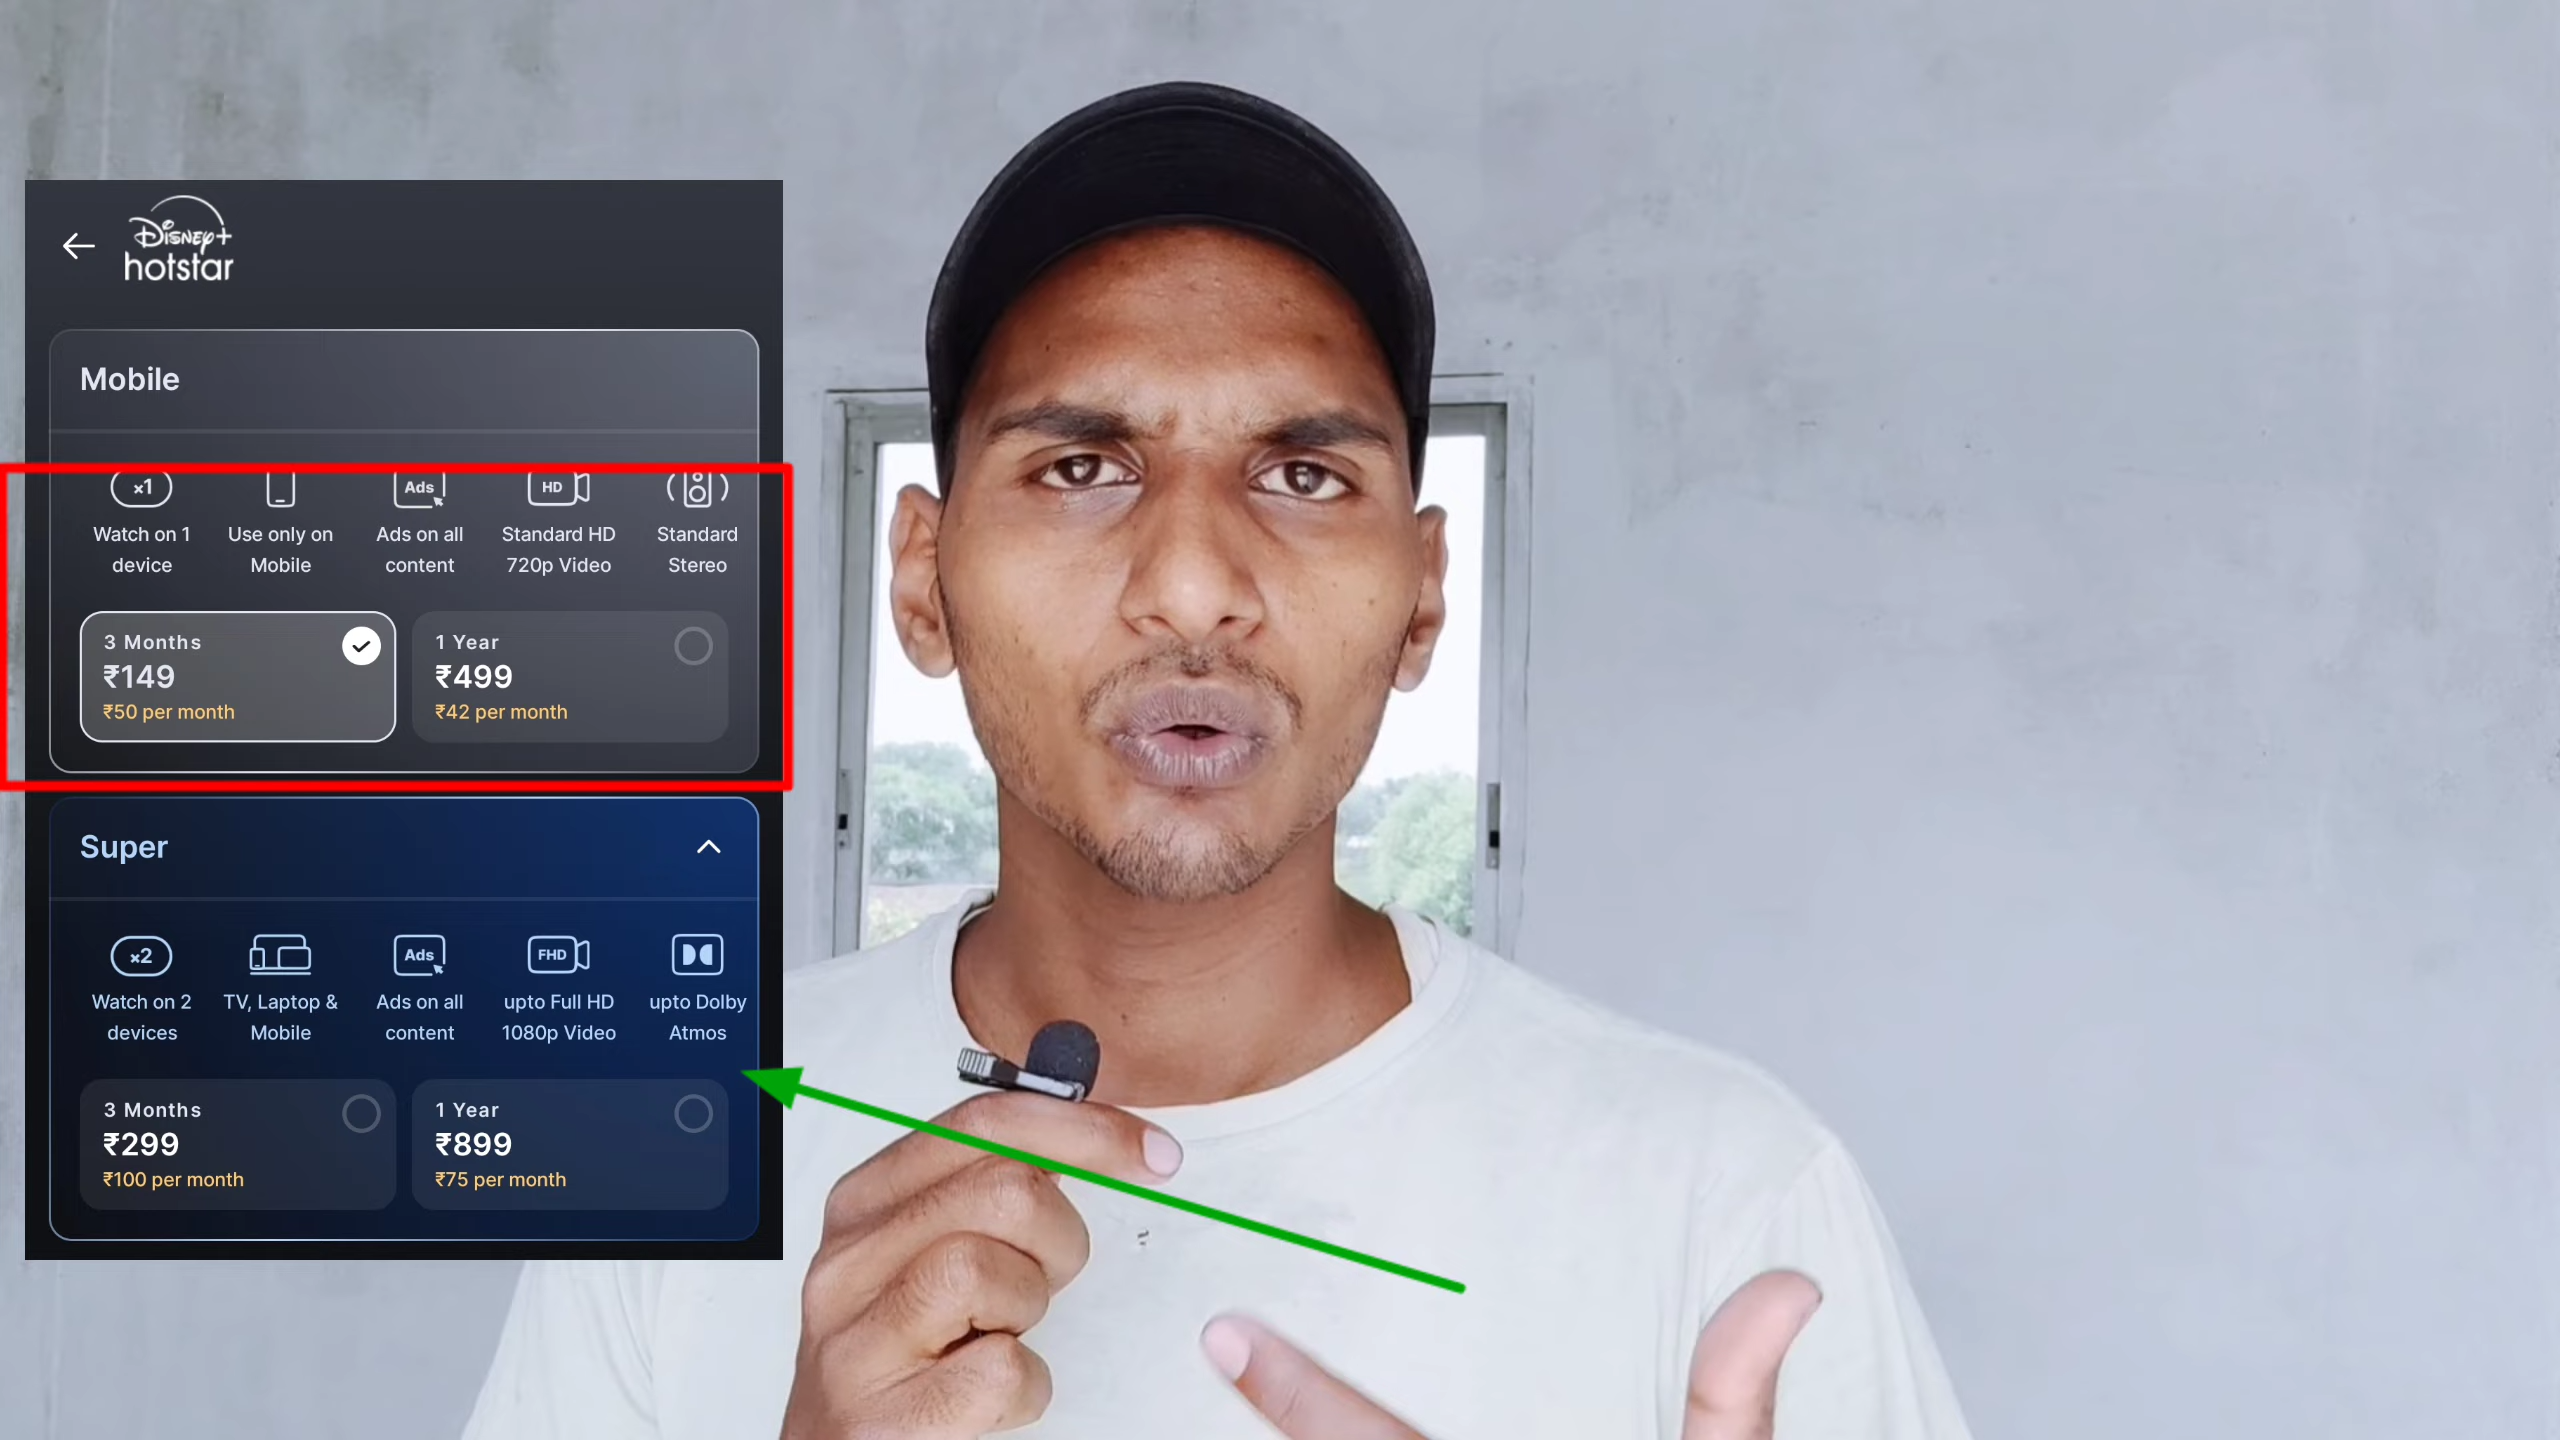 Disney+
hotstar
Mobile
x1
Ads
HD
Watch on 1 device
Use only on Mobile
Ads on all content
Standard HD 720p Video
Standard Stereo
3 Months
₹149
₹50 per month
1 Year
₹499
₹42 per month
Super
x2
Ads
FHD
Watch on 2 devices
TV, Laptop & Mobile
Ads on all content
upto Full HD 1080p Video
upto Dolby Atmos
3 Months
₹299
₹100 per month
1 Year
₹899
₹75 per month